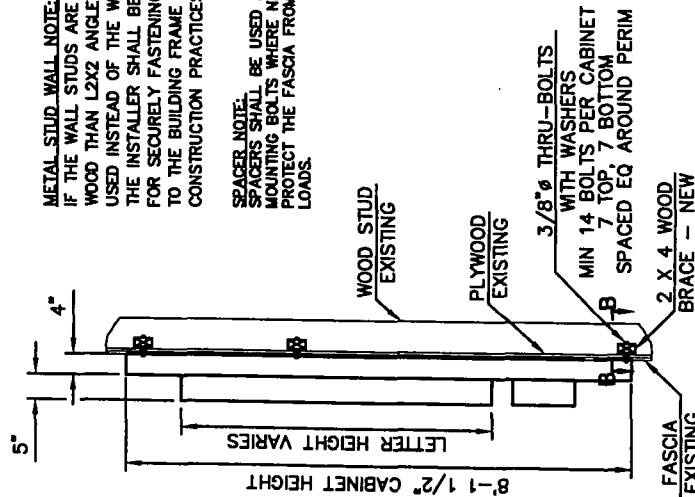 METAL STUD WALL NOTE:
IF THE WALL STUDS ARE
WOOD THAN L2X2 ANGLE
USED INSTEAD OF THE W
THE INSTALLER SHALL BE
FOR SECURELY FASTENING
TO THE BUILDING FRAME
CONSTRUCTION PRACTICE
SPACER NOTE:
SPACERS SHALL BE USED
MOUNTING BOLTS WHERE N
PROTECT THE FASCIA FROM
LOADS.
5"
4"
WOOD STUD
EXISTING
PLYWOOD
EXISTING
3/8"ø THRU-BOLTS
WITH WASHERS
MIN 14 BOLTS PER CABINET
7 TOP, 7 BOTTOM
SPACED EQ AROUND PERIM
B
B
2 X 4 WOOD
BRACE - NEW
LETTER HEIGHT VARIES
8'-1 1/2" CABINET HEIGHT
FASCIA
EXISTING